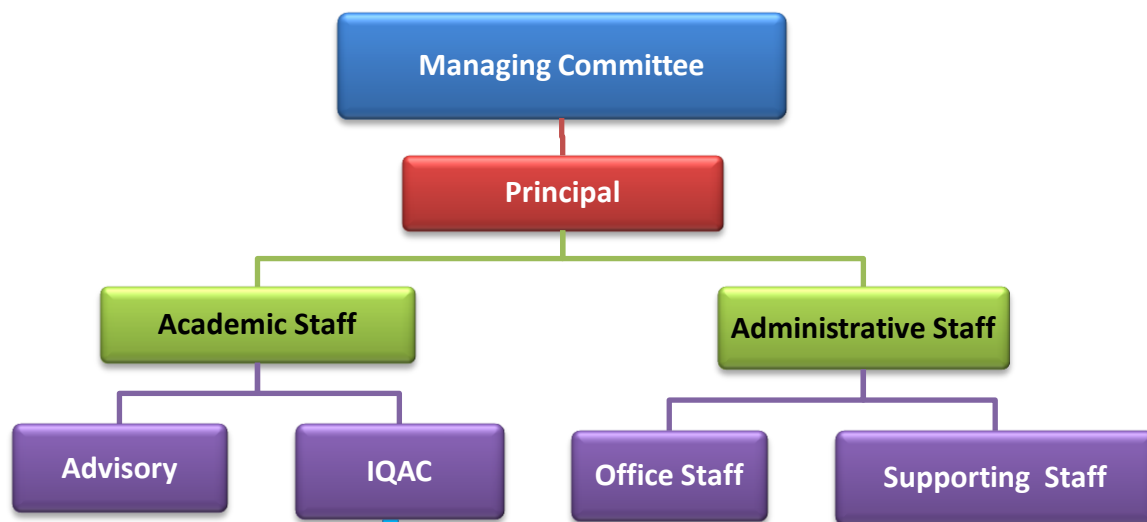 Managing Committee
Principal
Academic Staff
Administrative Staff
Advisory
IQAC
Office Staff
Supporting  Staff